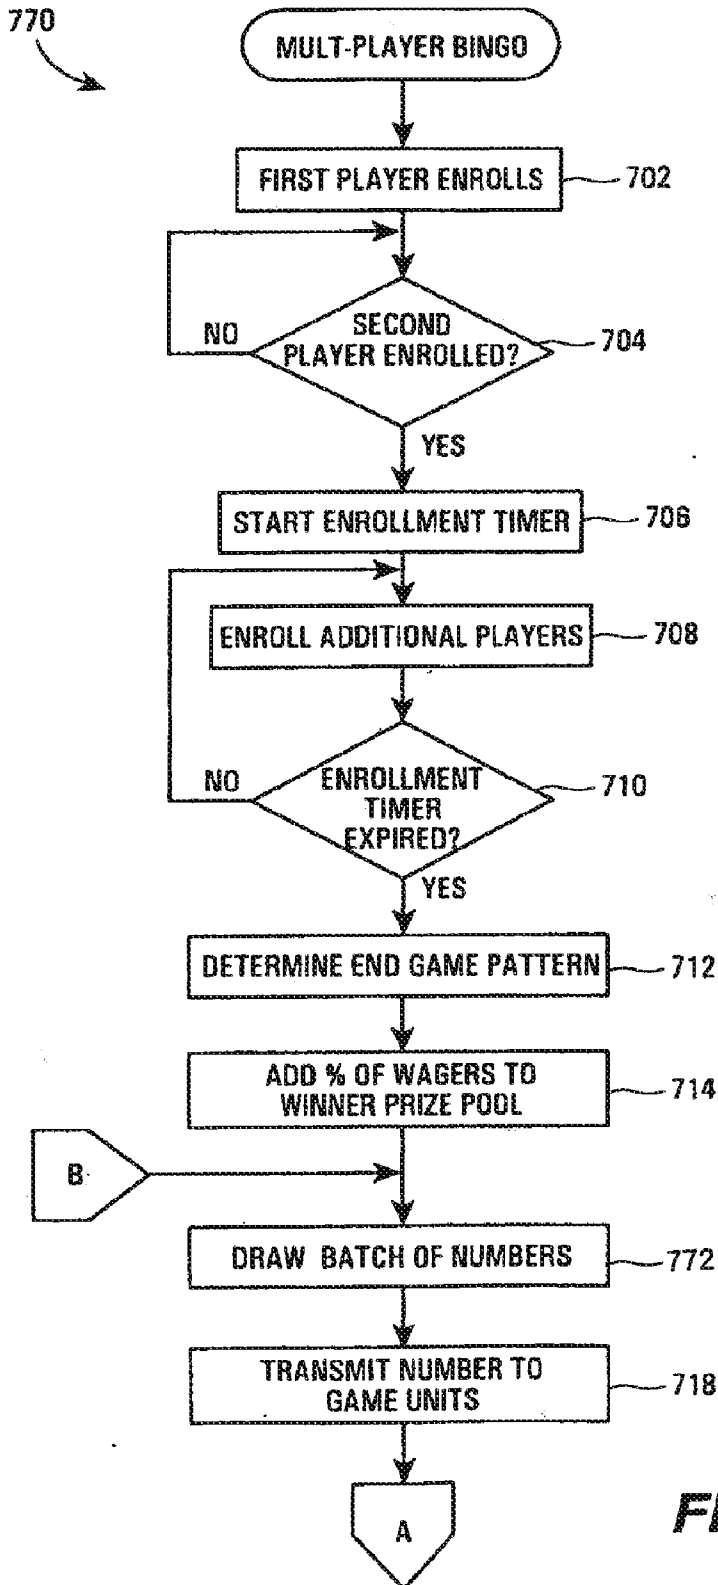 770
MULT-PLAYER BINGO
FIRST PLAYER ENROLLS
702
SECOND
PLAYER ENROLLED?
704
NO
YES
START ENROLLMENT TIMER
706
ENROLL ADDITIONAL PLAYERS
708
ENROLLMENT
TIMER
EXPIRED?
710
NO
YES
DETERMINE END GAME PATTERN
712
ADD % OF WAGERS TO
WINNER PRIZE POOL
714
B
DRAW BATCH OF NUMBERS
772
TRANSMIT NUMBER TO
GAME UNITS
718
A